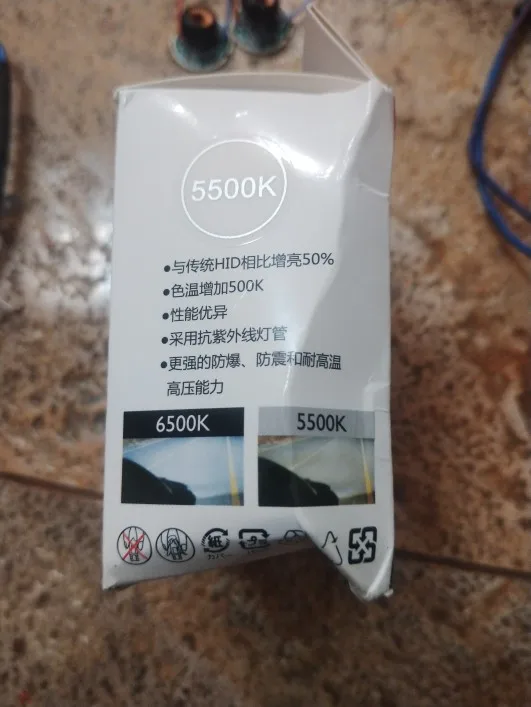 5500K
●与传统HID相比增亮50%
●色温增加500K
●性能优异
●采用抗紫外线灯管
●更强的防爆、防震和耐高温
高压能力
6500K
5500K
紙